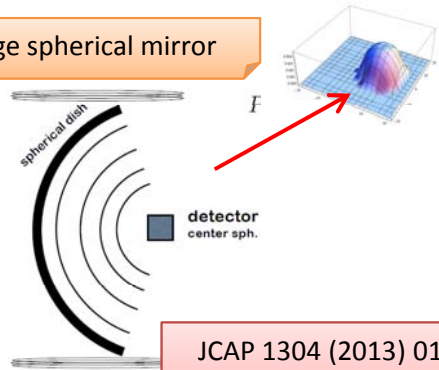 ge spherical mirror
spherical dish
detector
center sph.
JCAP 1304 (2013) 01